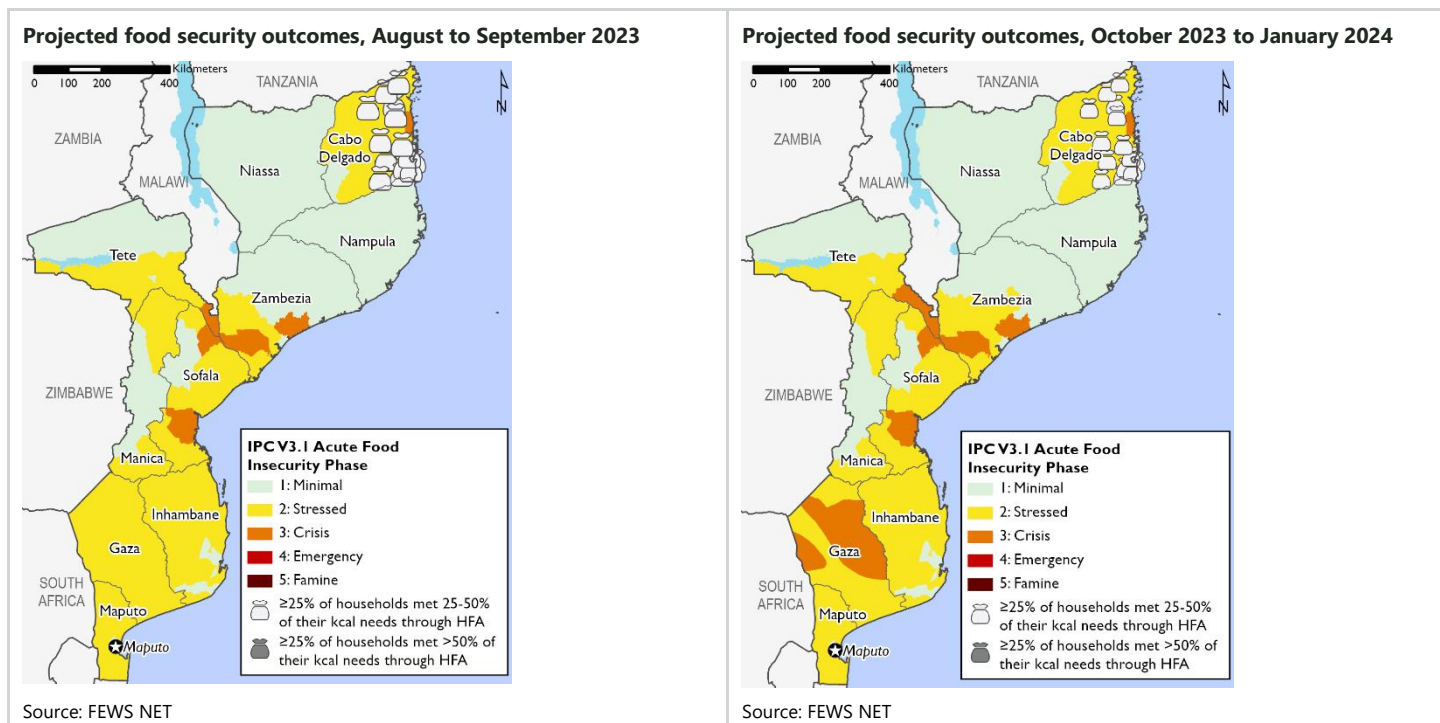 Projected food security outcomes, August to September 2023
Kilometers
0 100 200 400
TANZANIA
N
ZAMBIA
Cabo
Delgado
Niassa
MALAWI
Nampula
Tete
Zambezia
Sofala
ZIMBABWE
Manica
Inhambane
Gaza
SOUTH
AFRICA
Maputo
Maputo
IPC V3.1 Acute Food
Insecurity Phase
1: Minimal
2: Stressed
3: Crisis
4: Emergency
5: Famine
≥25% of households met 25-50%
of their kcal needs through HFA
≥25% of households met >50% of
their kcal needs through HFA
Source: FEWS NET
Projected food security outcomes, October 2023 to January 2024
Kilometers
0 100 200 400
TANZANIA
N
ZAMBIA
Cabo
Delgado
Niassa
MALAWI
Nampula
Tete
Zambezia
Sofala
ZIMBABWE
Manica
Inhambane
Gaza
SOUTH
AFRICA
Maputo
Maputo
IPC V3.1 Acute Food
Insecurity Phase
1: Minimal
2: Stressed
3: Crisis
4: Emergency
5: Famine
≥25% of households met 25-50%
of their kcal needs through HFA
≥25% of households met >50% of
their kcal needs through HFA
Source: FEWS NET